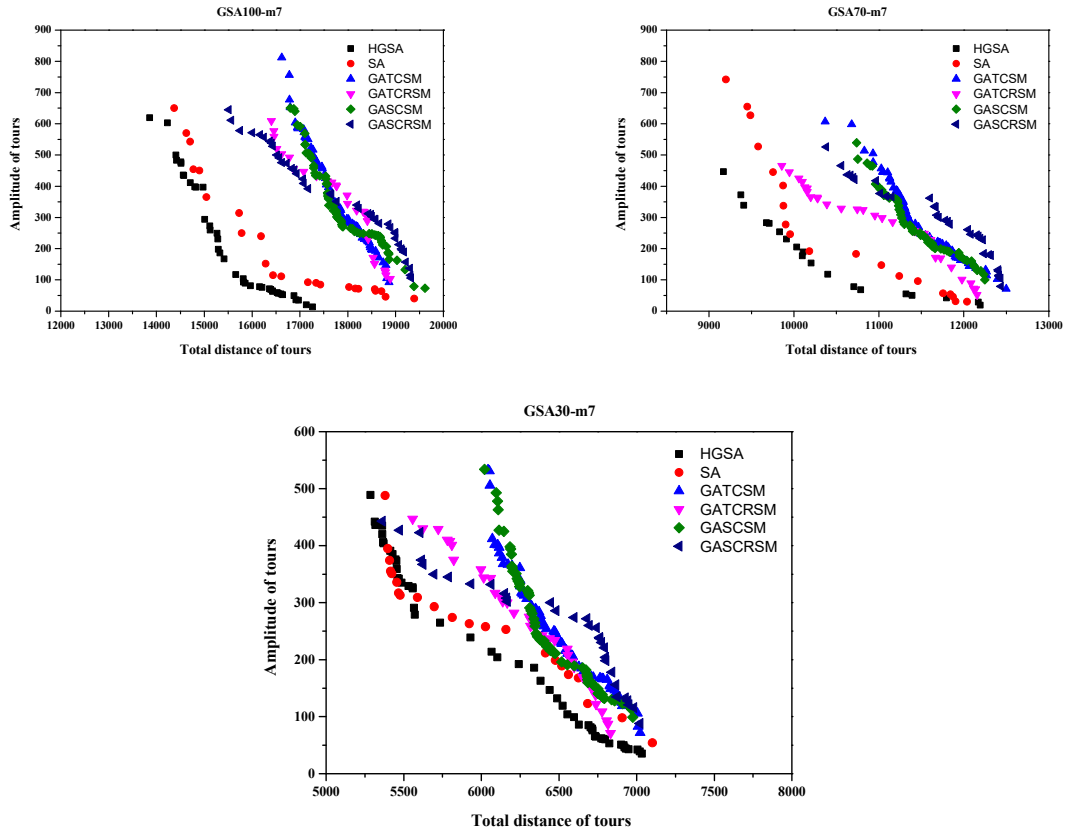 GSA100-m7
900
800
700
600
500
400
300
200
100
0
12000 13000 14000 15000 16000 17000 18000 19000 20000
Amplitude of tours
Total distance of tours
HGSA
SA
GATCSM
GATCRSM
GASCSM
GASCRSM
GSA70-m7
900
800
700
600
500
400
300
200
100
0
9000 10000 11000 12000 13000
Amplitude of tours
Total distance of tours
HGSA
SA
GATCSM
GATCRSM
GASCSM
GASCRSM
GSA30-m7
600
500
400
300
200
100
0
5000 5500 6000 6500 7000 7500 8000
Amplitude of tours
Total distance of tours
HGSA
SA
GATCSM
GATCRSM
GASCSM
GASCRSM